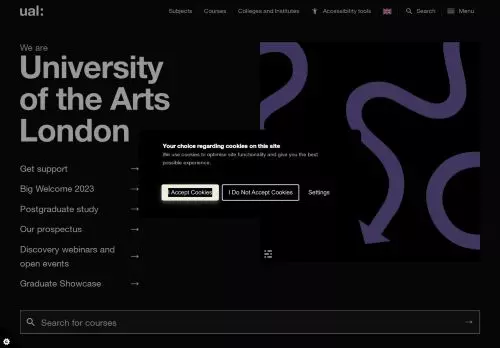 ual:
Subjects
Courses
Colleges and Institutes
Accessibility tools
Search
Menu
We are
University
of the Arts
London
Get support
Big Welcome 2023
Postgraduate study
Our prospectus
Discovery webinars and
open events
Graduate Showcase
Your choice regarding cookies on this site
We use cookies to optimise site functionality and give you the best
possible experience.
I Accept Cookies
I Do Not Accept Cookies
Settings
Search for courses